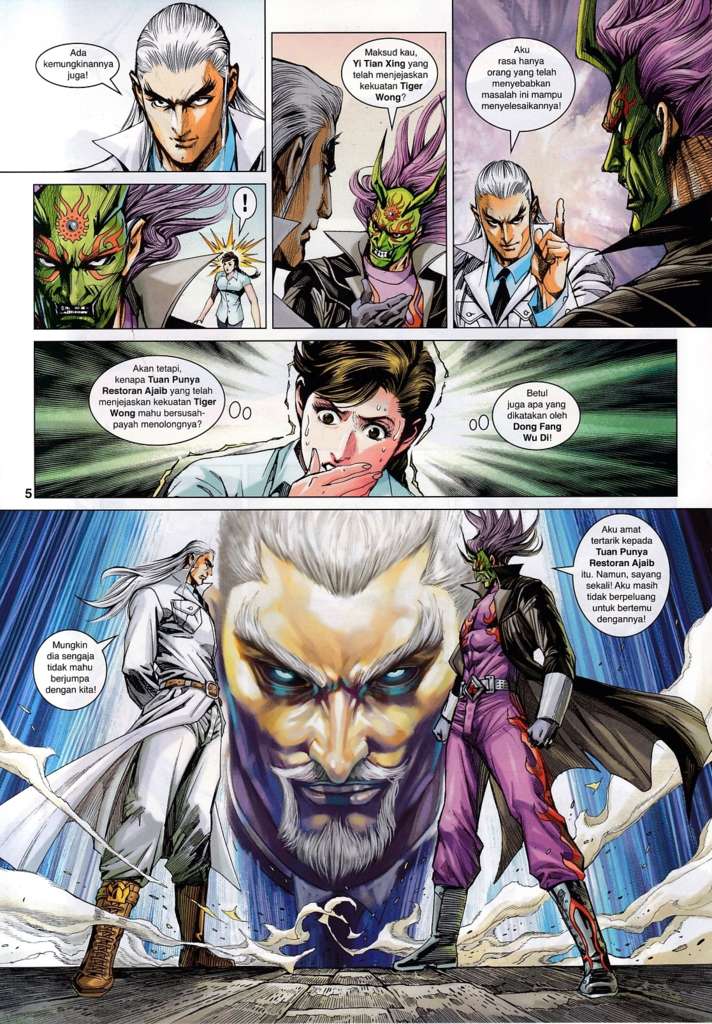 Ada
kemungkinannya
juga!
Maksud kau,
Yi Tian Xing yang
telah menjejaskan
kekuatan Tiger
Wong?
Aku
rasa hanya
orang yang telah
menyebabkan
masalah ini mampu
menyelesaikannya!
!
Akan tetapi,
kenapa Tuan Punya
Restoran Ajaib yang telah
menjejaskan kekuatan Tiger
Wong mahu bersusah-
payah menolongnya?
Betul
juga apa yang
dikatakan oleh
Dong Fang
Wu Di!
5
Aku amat
tertarik kepada
Tuan Punya
Restoran Ajaib
itu. Namun, sayang
sekali! Aku masih
tidak berpeluang
untuk bertemu
dengannya!
Mungkin
dia sengaja
tidak mahu
berjumpa
dengan kita!